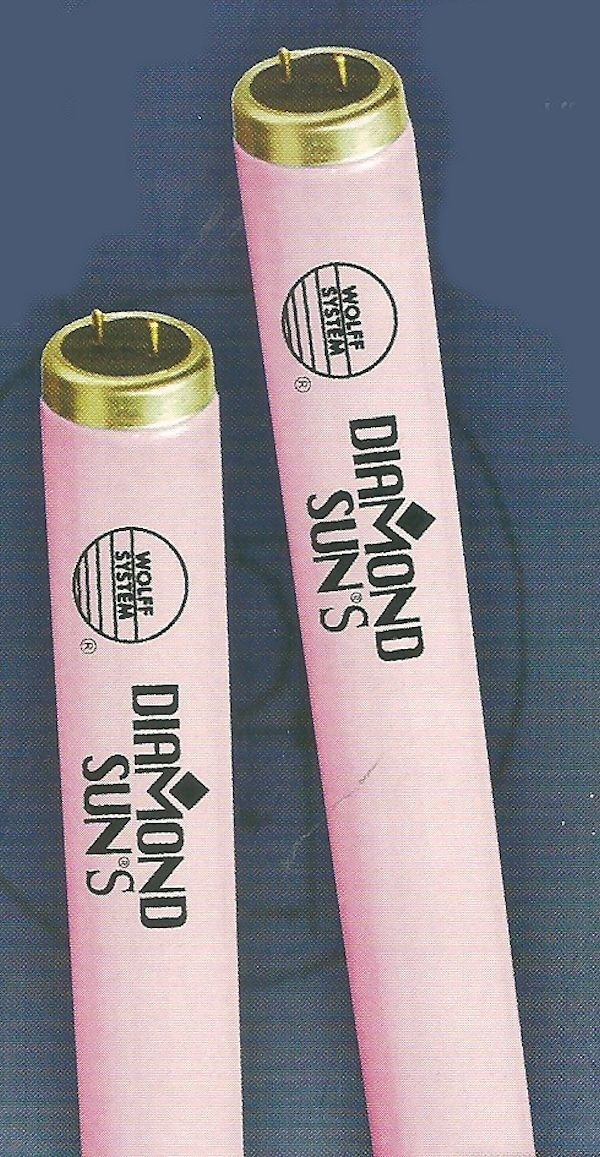 WOLFF
SYSTEM
®
DIAMOND
SUN®S
WOLFF
SYSTEM
®
DIAMOND
SUN®S